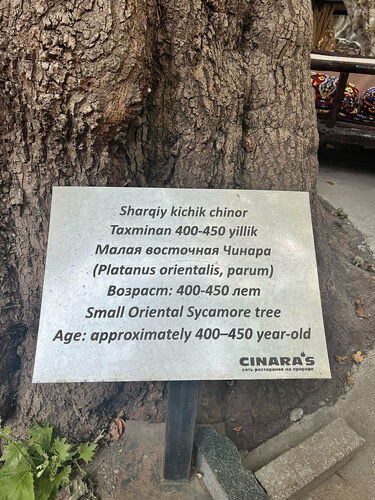 Sharqiy kichik chinor
Taxminan 400-450 yillik
Малая восточная Чинара
(Platanus orientalis, parum)
Возраст: 400-450 лет
Small Oriental Sycamore tree
Age: approximately 400–450 year-old
CINARA'S
сеть ресторанов на природе